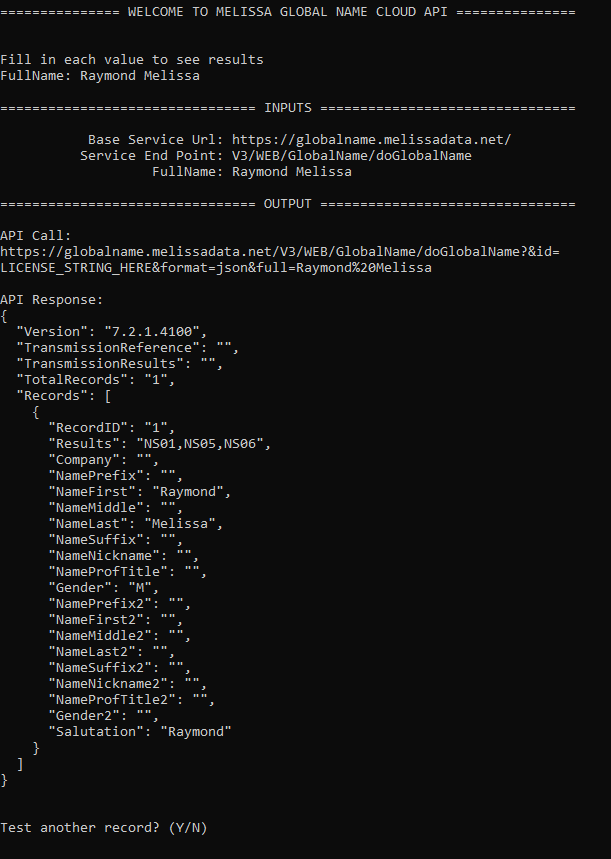 =============== WELCOME TO MELISSA GLOBAL NAME CLOUD API ===============
Fill in each value to see results
FullName: Raymond Melissa
================================ INPUTS ================================
Base Service Url: https://globalname.melissadata.net/
Service End Point: V3/WEB/GlobalName/doGlobalName
FullName: Raymond Melissa
================================ OUTPUT ================================
API Call:
https://globalname.melissadata.net/V3/WEB/GlobalName/doGlobalName?&id=
LICENSE_STRING_HERE&format=json&full=Raymond%20Melissa
API Response:
{
  "Version": "7.2.1.4100",
  "TransmissionReference": "",
  "TransmissionResults": "",
  "TotalRecords": "1",
  "Records": [
    {
      "RecordID": "1",
      "Results": "NS01,NS05,NS06",
      "Company": "",
      "NamePrefix": "",
      "NameFirst": "Raymond",
      "NameMiddle": "",
      "NameLast": "Melissa",
      "NameSuffix": "",
      "NameNickname": "",
      "NameProfTitle": "",
      "Gender": "M",
      "NamePrefix2": "",
      "NameFirst2": "",
      "NameMiddle2": "",
      "NameLast2": "",
      "NameSuffix2": "",
      "NameNickname2": "",
      "NameProfTitle2": "",
      "Gender2": "",
      "Salutation": "Raymond"
    }
  ]
}
Test another record? (Y/N)